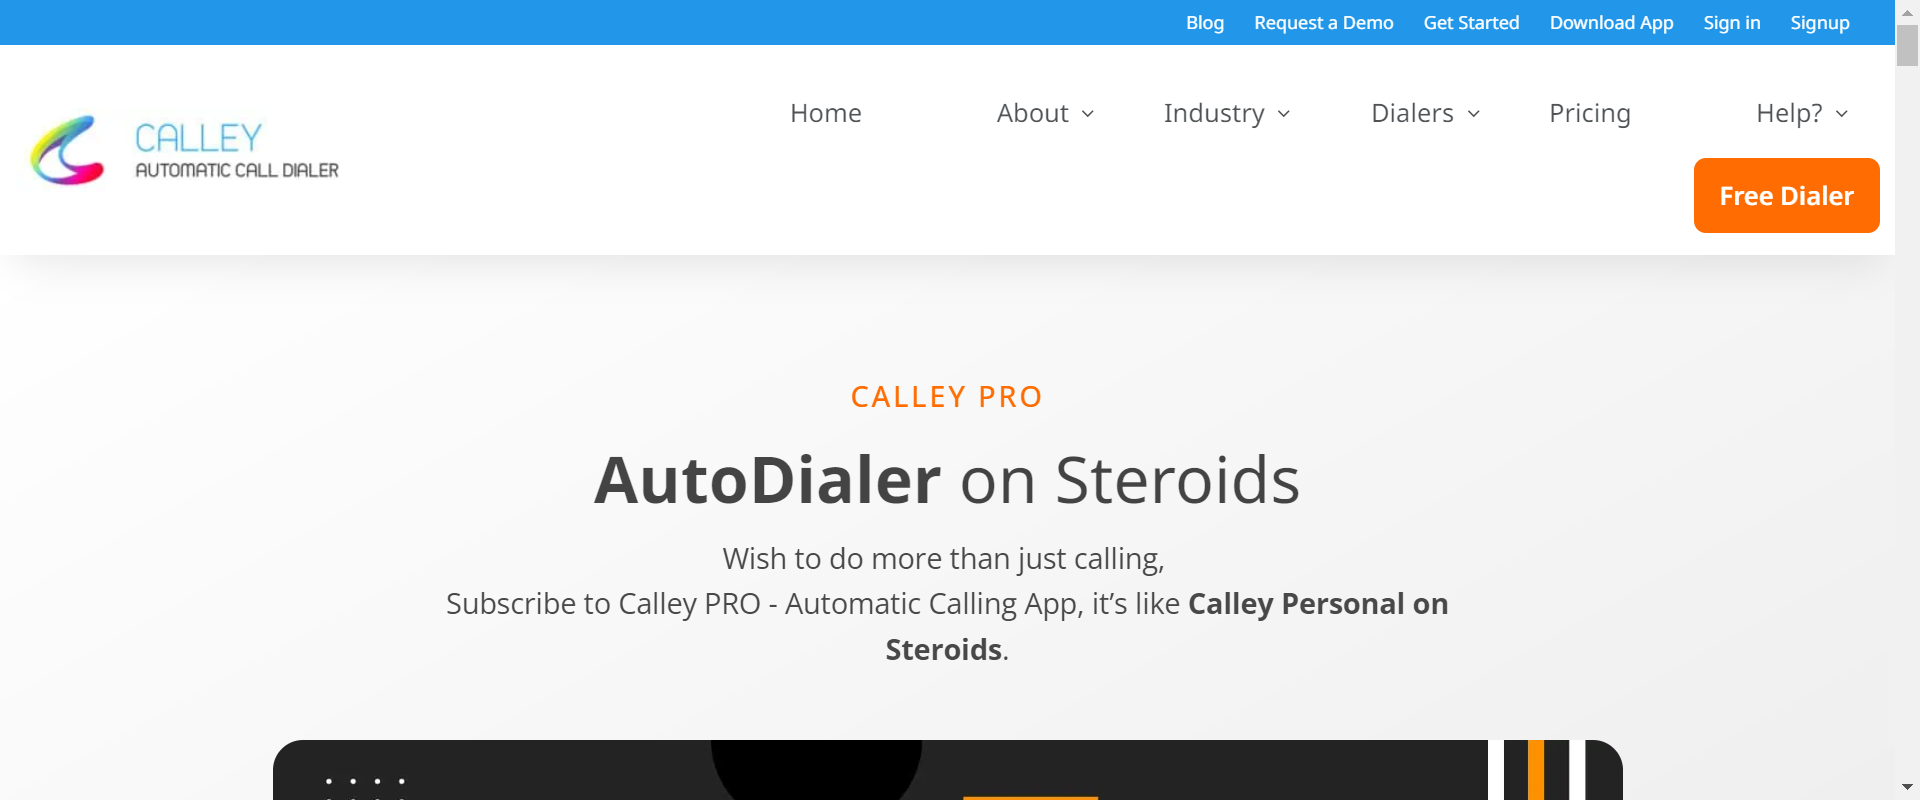 Blog Request a Demo Get Started Download App Sign in Signup
CALLEY
AUTOMATIC CALL DIALER
Home About Industry Dialers Pricing Help?
Free Dialer
CALLEY PRO
AutoDialer on Steroids
Wish to do more than just calling,
Subscribe to Calley PRO - Automatic Calling App, it’s like Calley Personal on
Steroids.